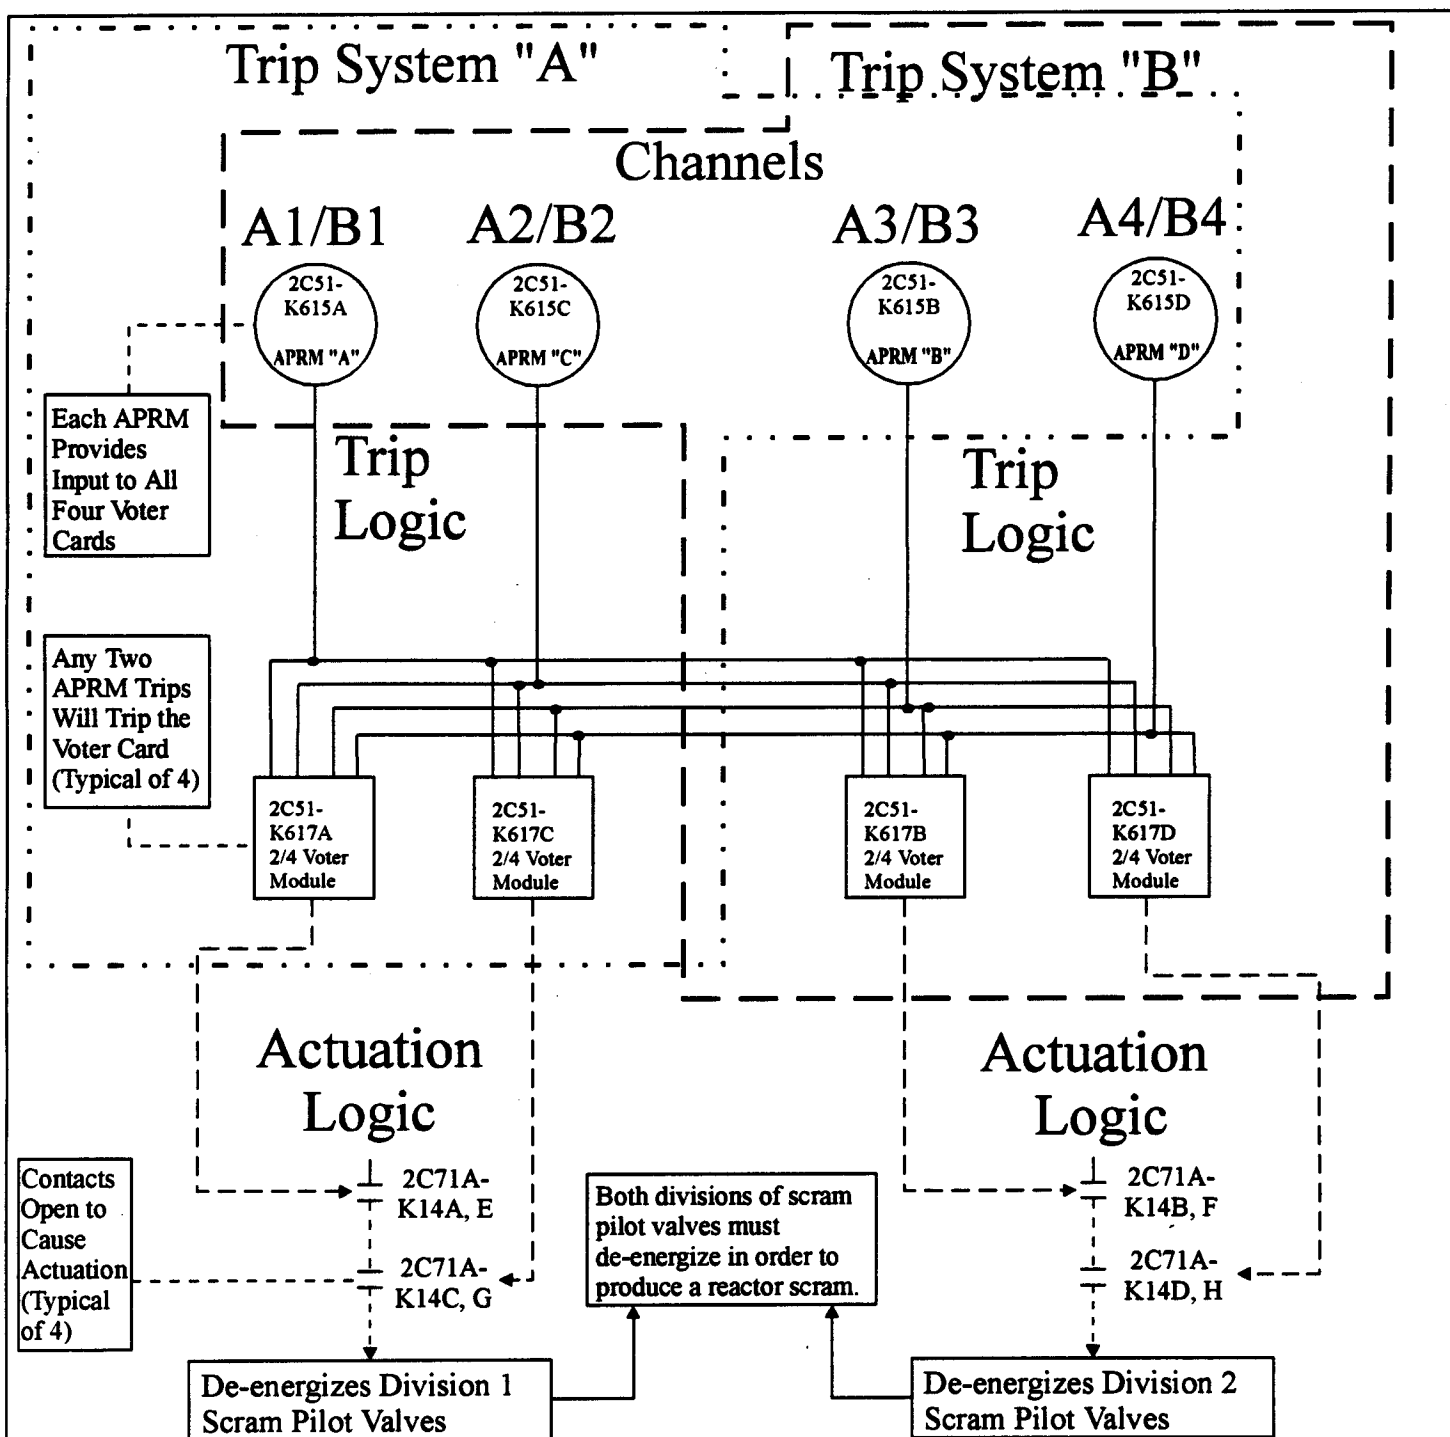 Trip System "A"
Trip System "B"
Channels
A1/B1
A2/B2
A3/B3
A4/B4
2C51-
K615A
APRM "A"
2C51-
K615C
APRM "C"
2C51-
K615B
APRM "B"
2C51-
K615D
APRM "D"
Each APRM
Provides
Input to All
Four Voter
Cards
Trip
Logic
Trip
Logic
Any Two
APRM Trips
Will Trip the
Voter Card
(Typical of 4)
2C51-
K617A
2/4 Voter
Module
2C51-
K617C
2/4 Voter
Module
2C51-
K617B
2/4 Voter
Module
2C51-
K617D
2/4 Voter
Module
Actuation
Logic
Actuation
Logic
Contacts
Open to
Cause
Actuation
(Typical
of 4)
2C71A-
K14A, E
2C71A-
K14C, G
Both divisions of scram
pilot valves must
de-energize in order to
produce a reactor scram.
2C71A-
K14B, F
2C71A-
K14D, H
De-energizes Division 1
Scram Pilot Valves
De-energizes Division 2
Scram Pilot Valves